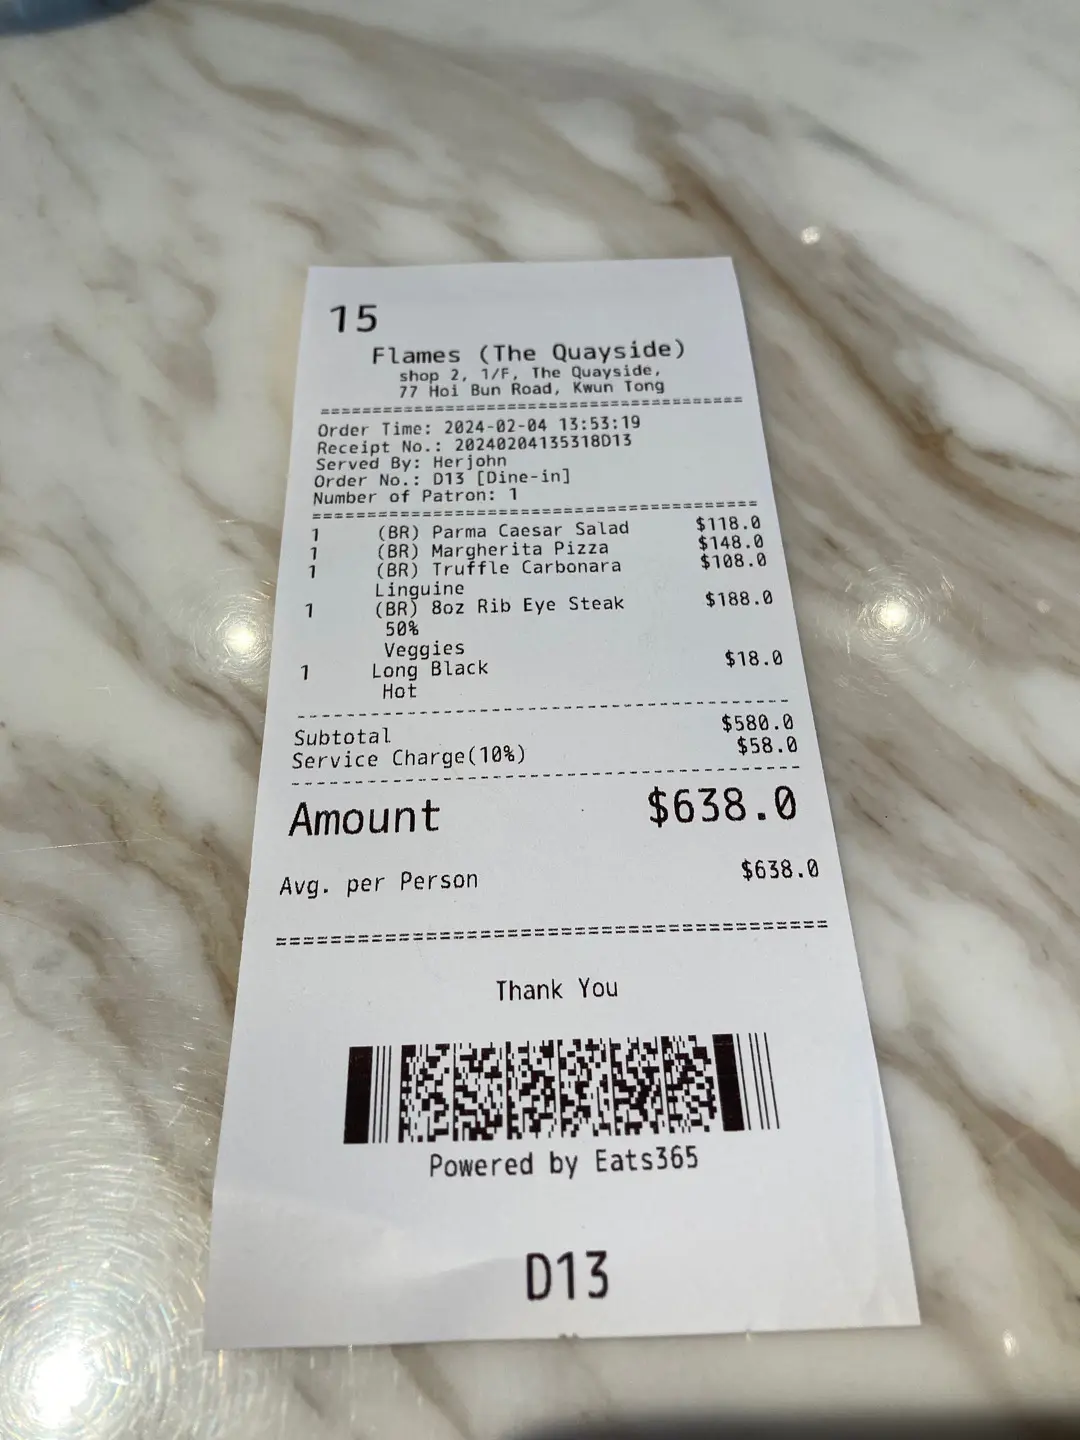 15
Flames (The Quayside)
shop 2, 1/F, The Quayside,
77 Hoi Bun Road, Kwun Tong
Order Time: 2024-02-04 13:53:19
Receipt No.: 20240204135318D13
Served By: Herjohn
Order No.: D13 [Dine-in]
Number of Patron: 1
1 (BR) Parma Caesar Salad $118.0
1 (BR) Margherita Pizza $148.0
1 (BR) Truffle Carbonara $108.0
Linguine
1 (BR) 8oz Rib Eye Steak $188.0
50%
Veggies
1 Long Black $18.0
Hot
Subtotal $580.0
Service Charge(10%) $58.0
Amount $638.0
Avg. per Person $638.0
Thank You
Powered by Eats365
D13